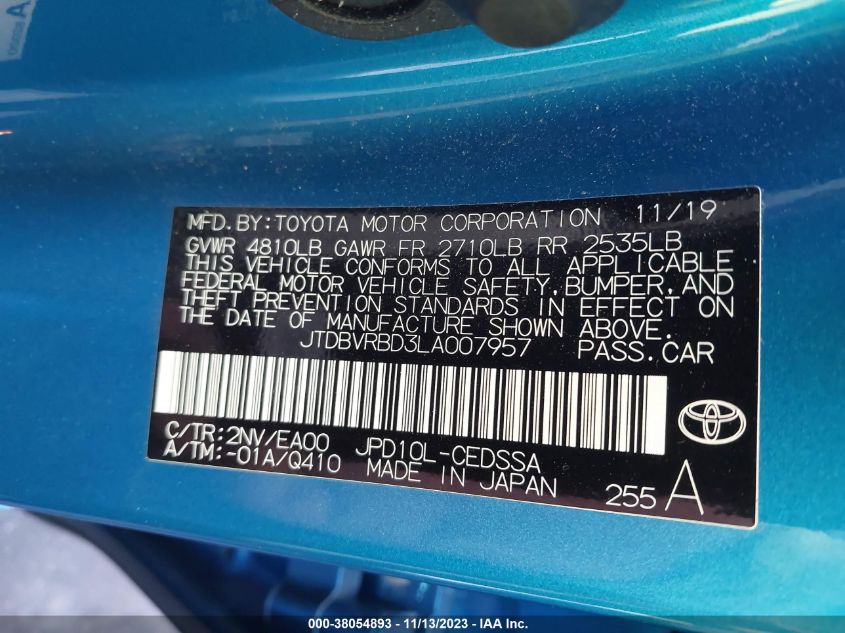 MFD.BY:TOYOTA MOTOR CORPORATION 11/19
GVWR 4810LB GAWR FR 2710LB RR 2535LB
THIS VEHICLE CONFORMS TO ALL APPLICABLE
FEDERAL MOTOR VEHICLE SAFETY,BUMPER,AND
THEFT PREVENTION STANDARDS IN EFFECT ON
THE DATE OF MANUFACTURE SHOWN ABOVE.
JTDBVRBD3LA007957 PASS.CAR
C/TR:2NV/EA00 JPD10L-CEDSSA
A/TM:-01A/Q410 MADE IN JAPAN
255 A
000-38054893 - 11/13/2023 - IAA Inc.